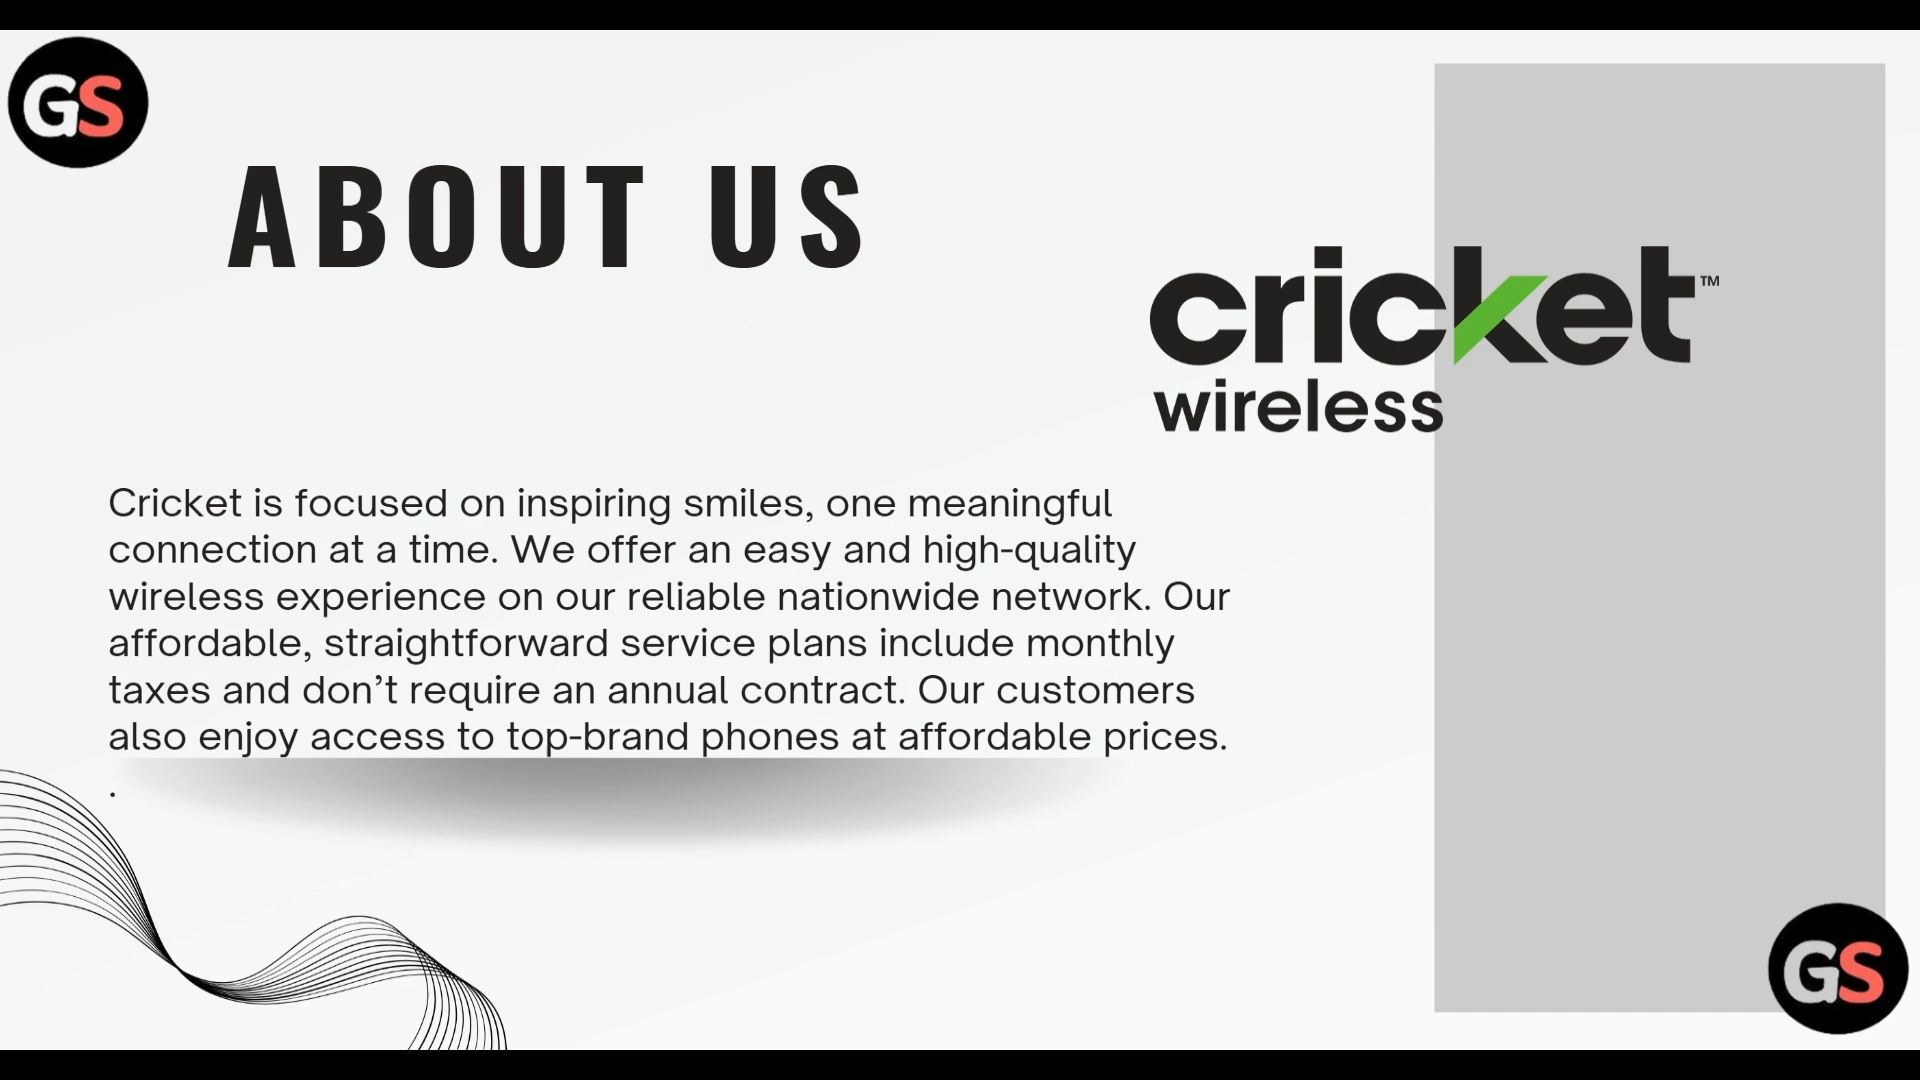 GS
ABOUT US
cricket™
wireless
Cricket is focused on inspiring smiles, one meaningful
connection at a time. We offer an easy and high-quality
wireless experience on our reliable nationwide network. Our
affordable, straightforward service plans include monthly
taxes and don’t require an annual contract. Our customers
also enjoy access to top-brand phones at affordable prices.
.
GS